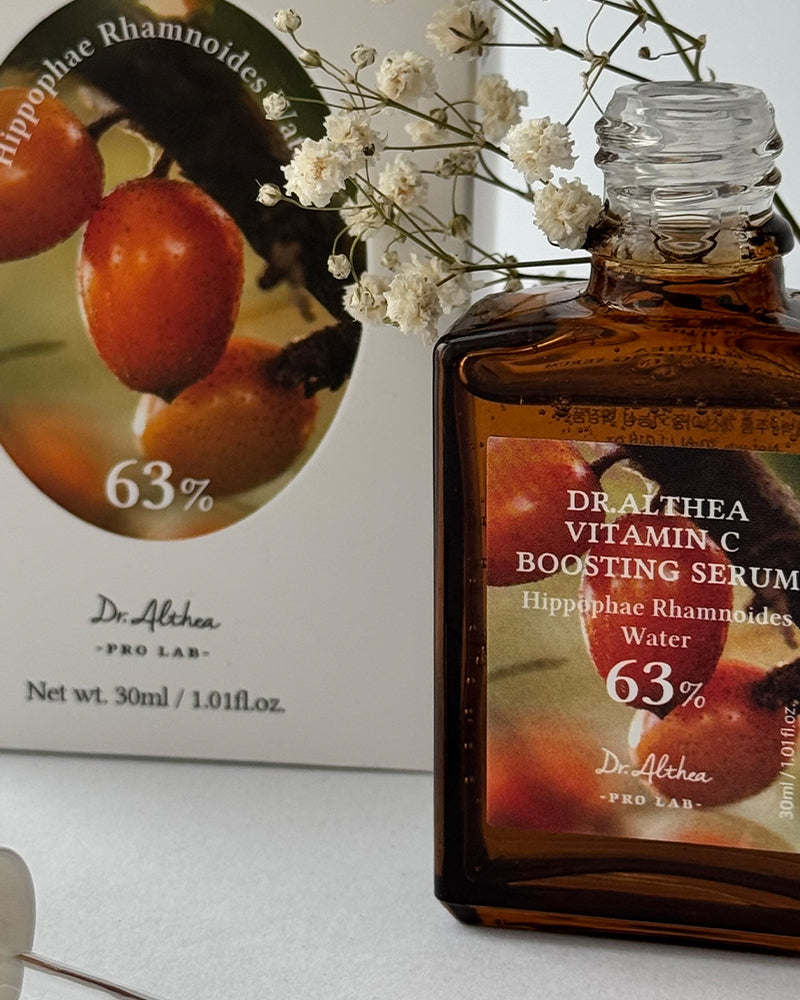 Hippophae Rhamnoides Wat
63%
Dr.Althea
-PRO LAB-
Net wt. 30ml / 1.01fl.oz.
DR.ALTHEA
VITAMIN C
BOOSTING SERUM
Hippophae Rhamnoides
Water
63%
Dr.Althea
-PRO LAB-
30ml / 1.01fl.oz.